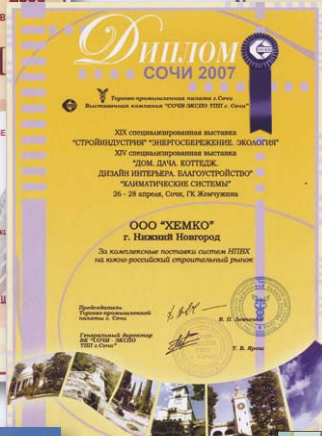 ДИПЛОМ
СОЧИ 2007
Торгово-промышленная палата г. Сочи
Выставочная компания "СОЧИ-ЭКСПО ТПП г. Сочи"
XIX специализированная выставка
"СТРОЙИНДУСТРИЯ" "ЭНЕРГОСБЕРЕЖЕНИЕ. ЭКОЛОГИЯ"
XIV специализированная выставка
"ДОМ. ДАЧА. КОТТЕДЖ.
ДИЗАЙН ИНТЕРЬЕРА. БЛАГОУСТРОЙСТВО"
"КЛИМАТИЧЕСКИЕ СИСТЕМЫ"
26 - 28 апреля, Сочи, ГК Жемчужина
ООО "ХЕМКО"
г. Нижний Новгород
За комплексные поставки систем НПВХ
на южно-российский строительный рынок
Председатель
Торгово-промышленной
палаты г. Сочи
В. П.
Генеральный директор
ВК "СОЧИ - ЭКСПО
ТПП г. Сочи"
Т. В. Ярош